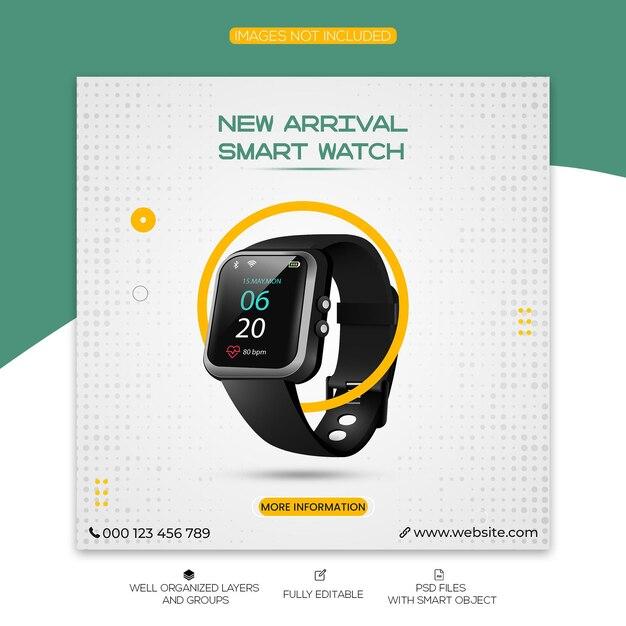 IMAGES NOT INCLUDED
NEW ARRIVAL
SMART WATCH
15.MAY.MON
06
20
80 bpm
MORE INFORMATION
000 123 456 789
www.website.com
WELL ORGANIZED LAYERS
AND GROUPS
FULLY EDITABLE
PSD FILES
WITH SMART OBJECT